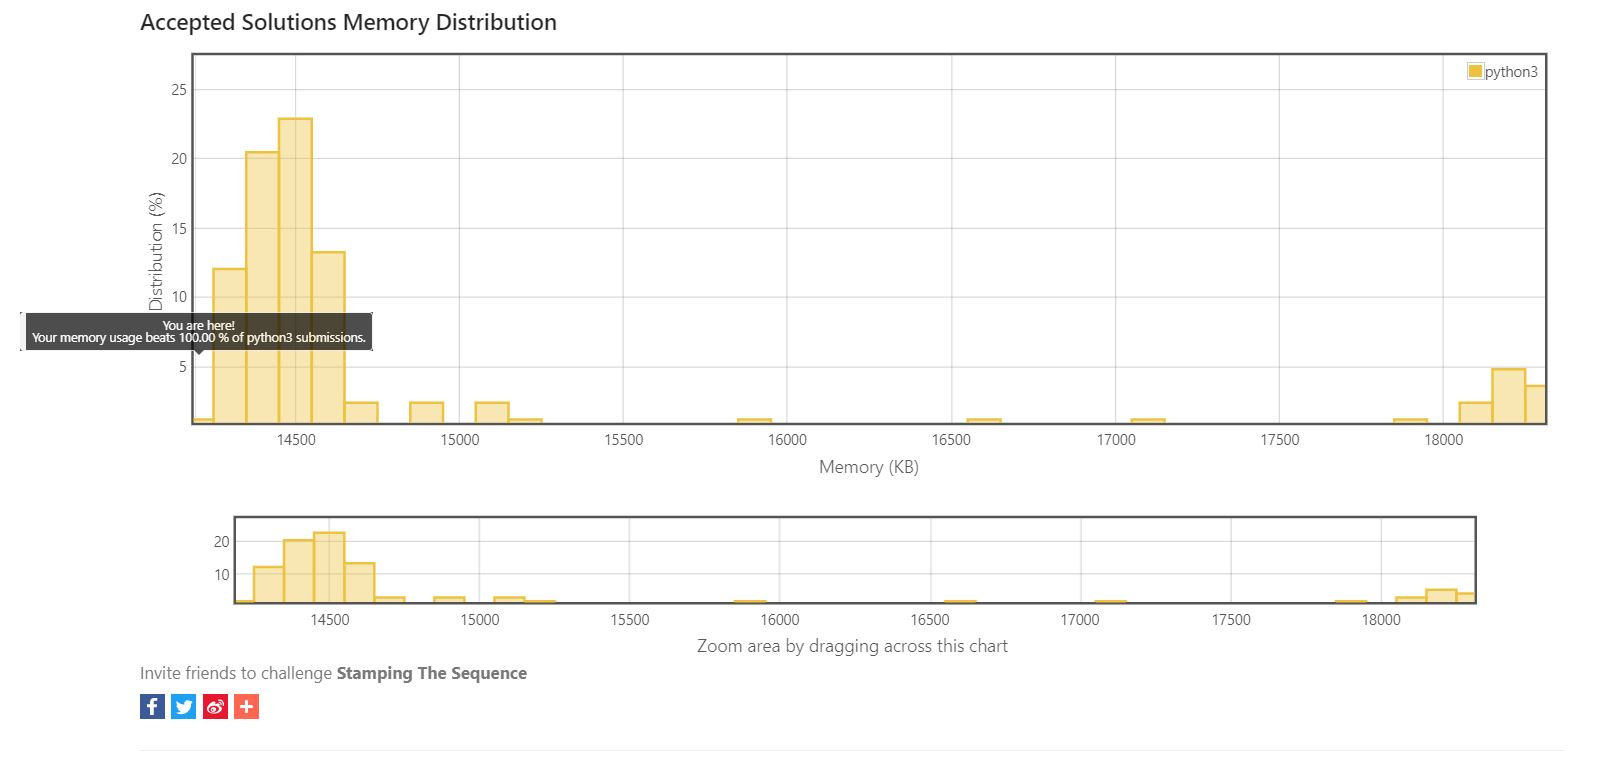 Accepted Solutions Memory Distribution
python3
25
20
15
10
5
Distribution (%)
You are here!
Your memory usage beats 100.00 % of python3 submissions.
14500 15000 15500 16000 16500 17000 17500 18000
Memory (KB)
20
10
14500 15000 15500 16000 16500 17000 17500 18000
Zoom area by dragging across this chart
Invite friends to challenge Stamping The Sequence